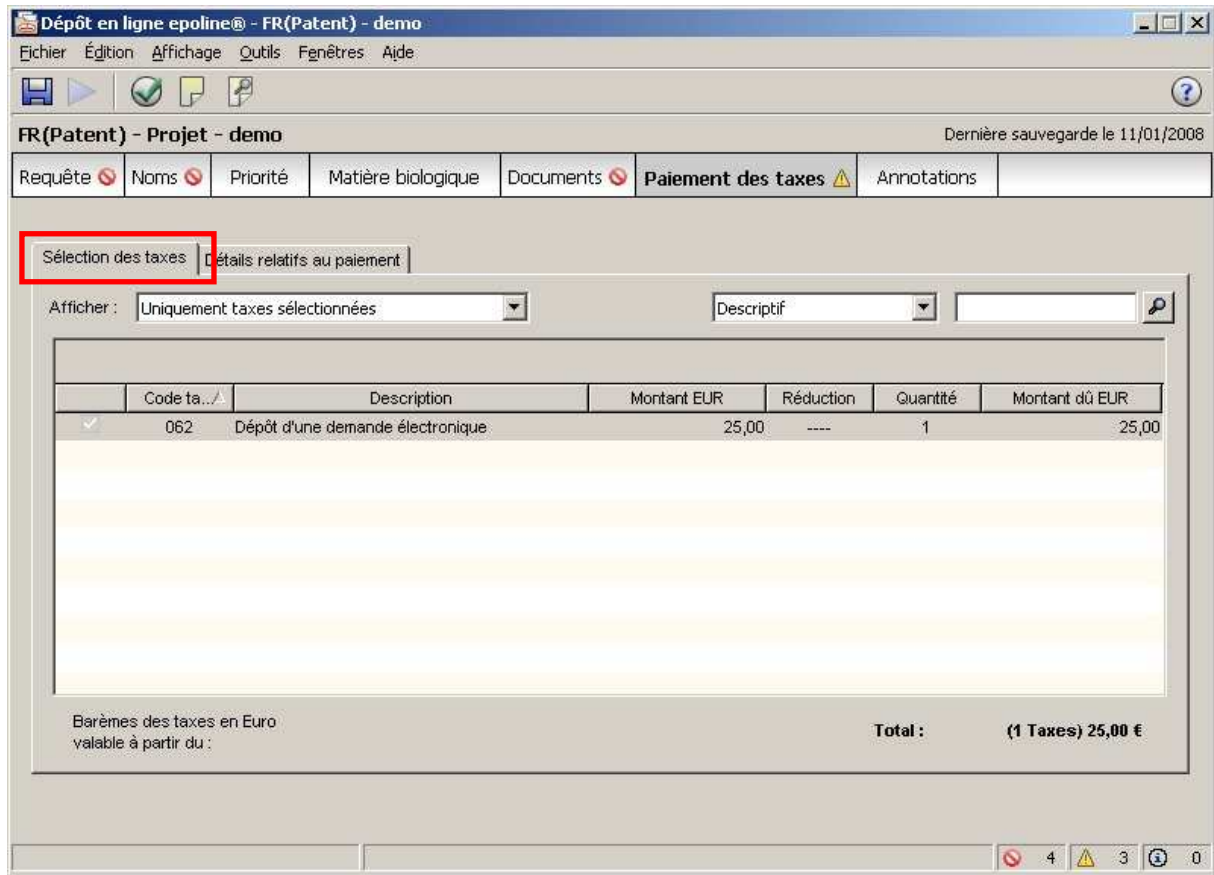 Dépôt en ligne epoline® - FR(Patent) - demo
Fichier Édition Affichage Outils Fenêtres Aide
FR(Patent) - Projet - demo Dernière sauvegarde le 11/01/2008
Requête Noms Priorité Matière biologique Documents Paiement des taxes Annotations
Sélection des taxes Détails relatifs au paiement
Afficher : Uniquement taxes sélectionnées Descriptif
Code ta... Description Montant EUR Réduction Quantité Montant dû EUR
062 Dépôt d'une demande électronique 25,00 ---- 1 25,00
Barèmes des taxes en Euro
valable à partir du :
Total : (1 Taxes) 25,00 €
4 3 0